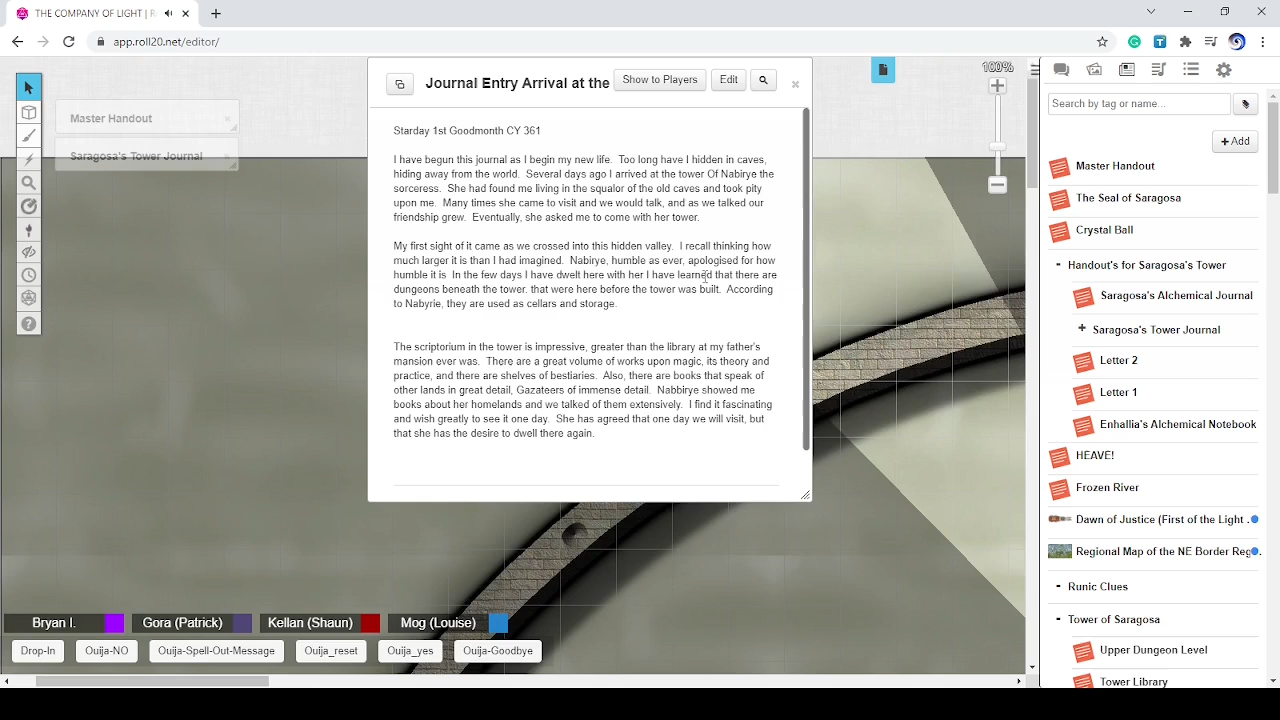 THE COMPANY OF LIGHT | R
app.roll20.net/editor/
Master Handout
Saragosa's Tower Journal
Journal Entry Arrival at the
Show to Players
Edit
Starday 1st Goodmonth CY 361
I have begun this journal as I begin my new life. Too long have I hidden in caves,
hiding away from the world. Several days ago I arrived at the tower Of Nabirye the
sorceress. She had found me living in the squalor of the old caves and took pity
upon me. Many times she came to visit and we would talk, and as we talked our
friendship grew. Eventually, she asked me to come with her tower.
My first sight of it came as we crossed into this hidden valley. I recall thinking how
much larger it is than I had imagined. Nabirye, humble as ever, apologised for how
humble it is In the few days I have dwelt here with her I have learned that there are
dungeons beneath the tower. that were here before the tower was built. According
to Nabyrie, they are used as cellars and storage.
The scriptorium in the tower is impressive, greater than the library at my father's
mansion ever was. There are a great volume of works upon magic, its theory and
practice, and there are shelves of bestiaries. Also, there are books that speak of
other lands in great detail, Gazateers of immense detail. Nabbirye showed me
books about her homelands and we talked of them extensively. I find it fascinating
and wish greatly to see it one day. She has agreed that one day we will visit, but
that she has the desire to dwell there again.
100%
Search by tag or name...
+ Add
Master Handout
The Seal of Saragosa
Crystal Ball
- Handout's for Saragosa's Tower
Saragosa's Alchemical Journal
+ Saragosa's Tower Journal
Letter 2
Letter 1
Enhallia's Alchemical Notebook
HEAVE!
Frozen River
Dawn of Justice (First of the Light .
Regional Map of the NE Border Reg
- Runic Clues
- Tower of Saragosa
Upper Dungeon Level
Tower Library
Bryan I.
Gora (Patrick)
Kellan (Shaun)
Mog (Louise)
Drop-In
Ouija-NO
Ouija-Spell-Out-Message
Ouija_reset
Ouija_yes
Ouija-Goodbye